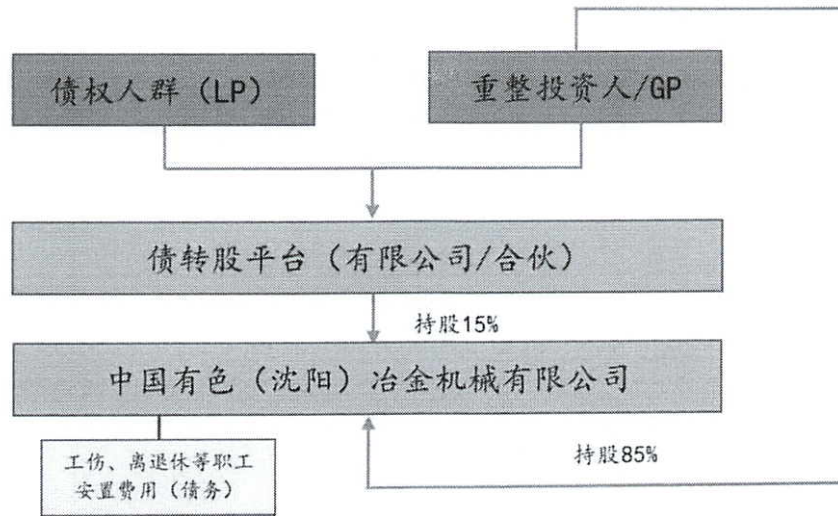 债权人群（LP）
重整投资人/GP
债转股平台（有限公司/合伙）
持股15%
中国有色（沈阳）冶金机械有限公司
工伤、离退休等职工
安置费用（债务）
持股85%